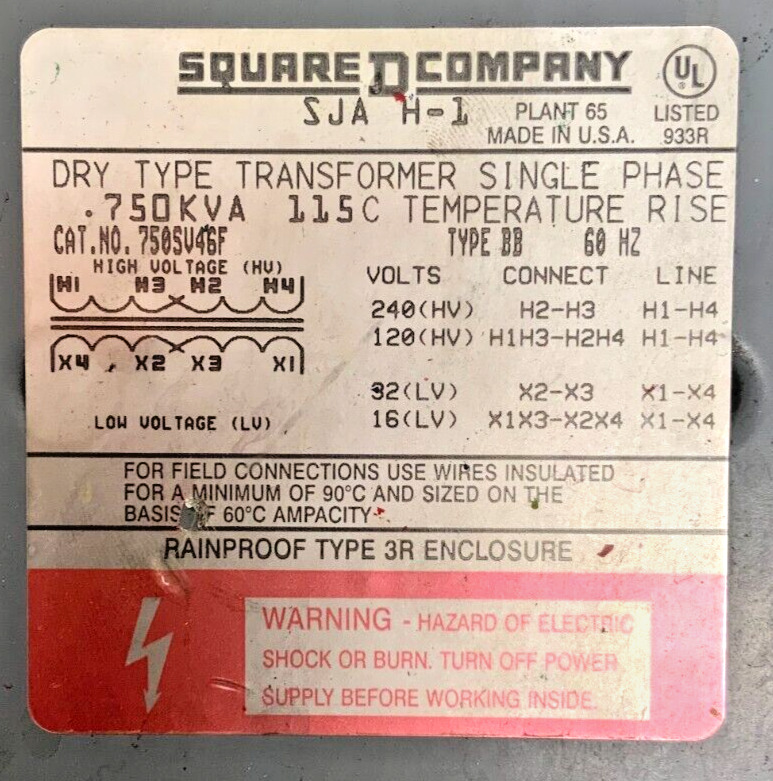 SQUARE D COMPANY
UL
SJA H-1 PLANT 65 LISTED
MADE IN U.S.A. 933R
DRY TYPE TRANSFORMER SINGLE PHASE
.750KVA 115C TEMPERATURE RISE
CAT.NO. 750SV46F TYPE BB 60 HZ
HIGH VOLTAGE (HV)
H1 H3 H2 H4
X4 X2 X3 X1
LOW VOLTAGE (LV)
VOLTS CONNECT LINE
240(HV) H2-H3 H1-H4
120(HV) H1H3-H2H4 H1-H4
32(LV) X2-X3 X1-X4
16(LV) X1X3-X2X4 X1-X4
FOR FIELD CONNECTIONS USE WIRES INSULATED
FOR A MINIMUM OF 90°C AND SIZED ON THE
BASIS OF 60°C AMPACITY
RAINPROOF TYPE 3R ENCLOSURE
WARNING - HAZARD OF ELECTRIC
SHOCK OR BURN. TURN OFF POWER
SUPPLY BEFORE WORKING INSIDE.